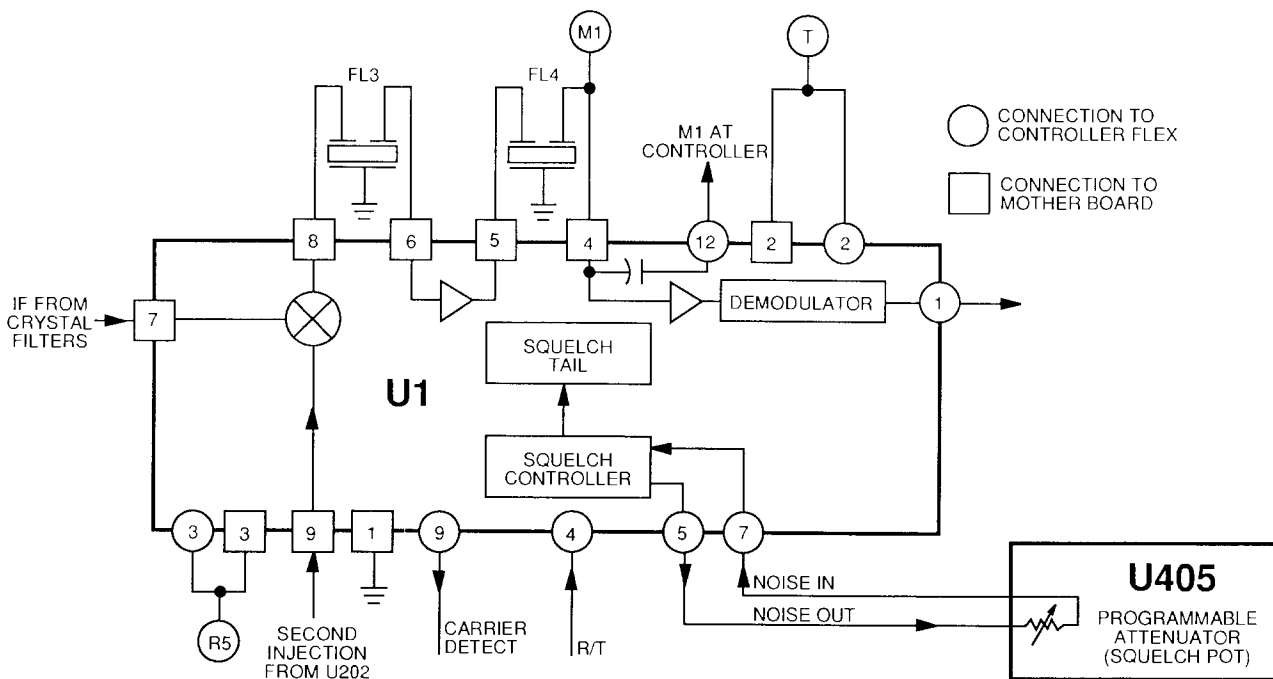 M1
T
FL3
FL4
CONNECTION TO
CONTROLLER FLEX
M1 AT
CONTROLLER
CONNECTION TO
MOTHER BOARD
8
6
5
4
12
2
2
IF FROM
CRYSTAL
FILTERS
7
DEMODULATOR
1
SQUELCH
TAIL
U1
SQUELCH
CONTROLLER
3
3
9
1
9
4
5
7
R5
SECOND
INJECTION
FROM U202
CARRIER
DETECT
R/T
NOISE IN
NOISE OUT
U405
PROGRAMMABLE
ATTENUATOR
(SQUELCH POT)